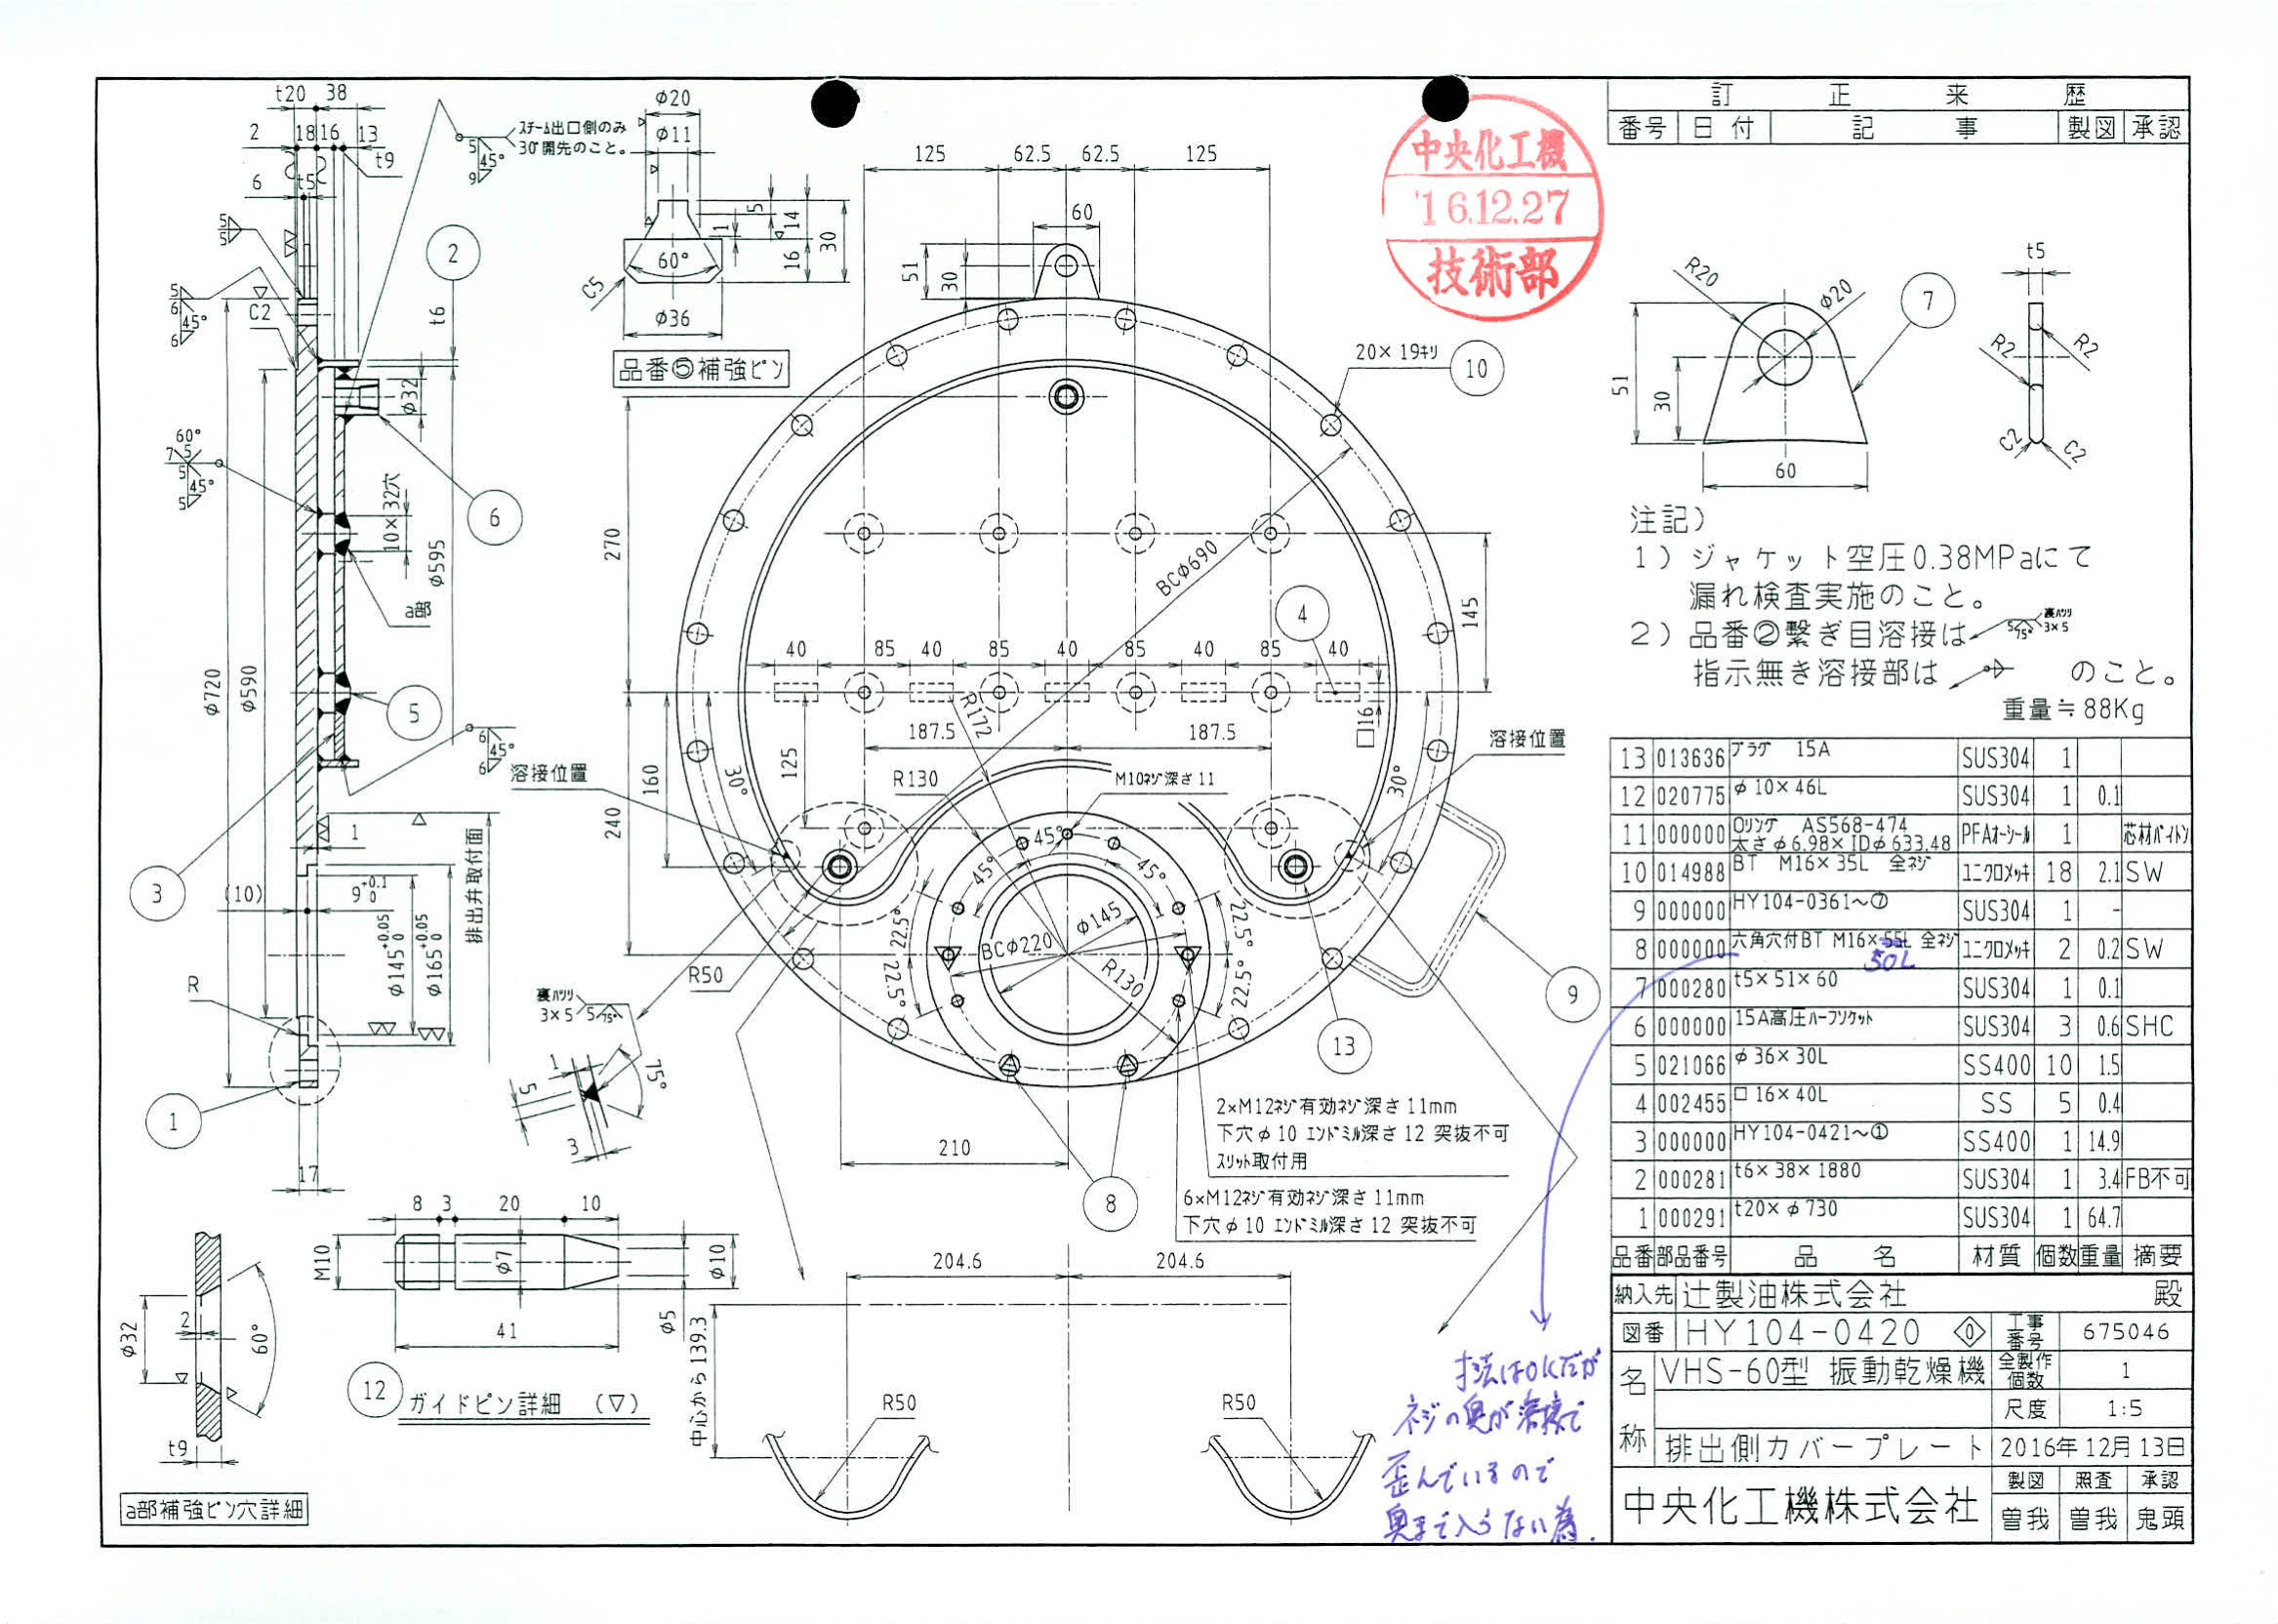 訂正来歴
番号 日付 記事 製図 承認
中央化工機
'16.12.27
技術部
t20 38
2 18 16 13
t9
6 t5
スチーム出口側のみ
30°開先のこと。
5 45°
9
5
5
5
6 45°
6
C2
2
t6
φ20
φ11
5
14
1
30
16
60°
C5
φ36
品番⑤補強ピン
125 62.5 62.5 125
60
51
30
20×19キリ
10
BCφ690
270
145
4
40 85 40 85 40 85 40 85 40
R172
187.5 187.5
□16
125
160
240
30°
30°
溶接位置
溶接位置
R130
M10ネジ深さ11
45°
45°
45°
22.5°
22.5°
22.5°
22.5°
φ145
BCφ220
R130
R50
210
8
13
9
2×M12ネジ有効ネジ深さ11mm
下穴φ10 エンドミル深さ12 突抜不可
スリット取付用
6×M12ネジ有効ネジ深さ11mm
下穴φ10 エンドミル深さ12 突抜不可
φ32
60°
7 5
5 45°
5
6
10×32穴
φ595
a部
φ720
φ590
5
6 45°
6
3
1
排出弁取付面
(10)
9 +0.1 0
φ145 +0.05 0
φ165 +0.05 0
R
1
17
裏ハツリ
3×5 5 75°
1
5
75°
3
8 3 20 10
M10
φ7
φ10
φ5
41
12 ガイドピン詳細 (▽)
φ32
2
60°
t9
a部補強ピン穴詳細
204.6 204.6
中心から139.3
R50 R50
R20
φ20
7
51
30
60
t5
R2
R2
C2
C2
注記)
1)ジャケット空圧0.38MPaにて
漏れ検査実施のこと。
2)品番②繋ぎ目溶接は 5 75° 裏ハツリ 3×5
指示無き溶接部は のこと。
重量≒88Kg
13 013636 プラグ 15A SUS304 1
12 020775 φ10×46L SUS304 1 0.1
11 000000 Oリング AS568-474 太さφ6.98×IDφ633.48 PFAオーシール 1 芯材バイトン
10 014988 BT M16×35L 全ネジ ユニクロメッキ 18 2.1 SW
9 000000 HY104-0361~⑦ SUS304 1 -
8 000000 六角穴付BT M16×55L 全ネジ ユニクロメッキ 2 0.2 SW
50L
7 000280 t5×51×60 SUS304 1 0.1
6 000000 15A高圧ハーフソケット SUS304 3 0.6 SHC
5 021066 φ36×30L SS400 10 1.5
4 002455 □16×40L SS 5 0.4
3 000000 HY104-0421~① SS400 1 14.9
2 000281 t6×38×1880 SUS304 1 3.4 FB不可
1 000291 t20×φ730 SUS304 1 64.7
品番 部品番号 品名 材質 個数 重量 摘要
納入先 辻製油株式会社 殿
図番 HY104-0420 0 工事番号 675046
名称 VHS-60型 振動乾燥機 全製作個数 1
尺度 1:5
排出側カバープレート 2016年12月13日
中央化工機株式会社 製図 照査 承認
曽我 曽我 鬼頭
寸法はOKだが
ネジの奥が溶接で
歪んでいるので
奥まで入らない為.